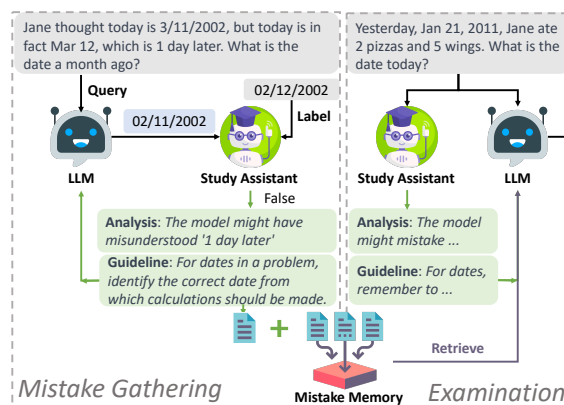 Jane thought today is 3/11/2002, but today is in
fact Mar 12, which is 1 day later. What is the
date a month ago?
Query
02/11/2002
02/12/2002
Label
LLM
Study Assistant
False
Analysis: The model might have
misunderstood '1 day later'
Guideline: For dates in a problem,
identify the correct date from
which calculations should be made.
Mistake Gathering
Yesterday, Jan 21, 2011, Jane ate
2 pizzas and 5 wings. What is the
date today?
Study Assistant
LLM
Analysis: The model
might mistake ...
Guideline: For dates,
remember to ...
Retrieve
Mistake Memory
Examination